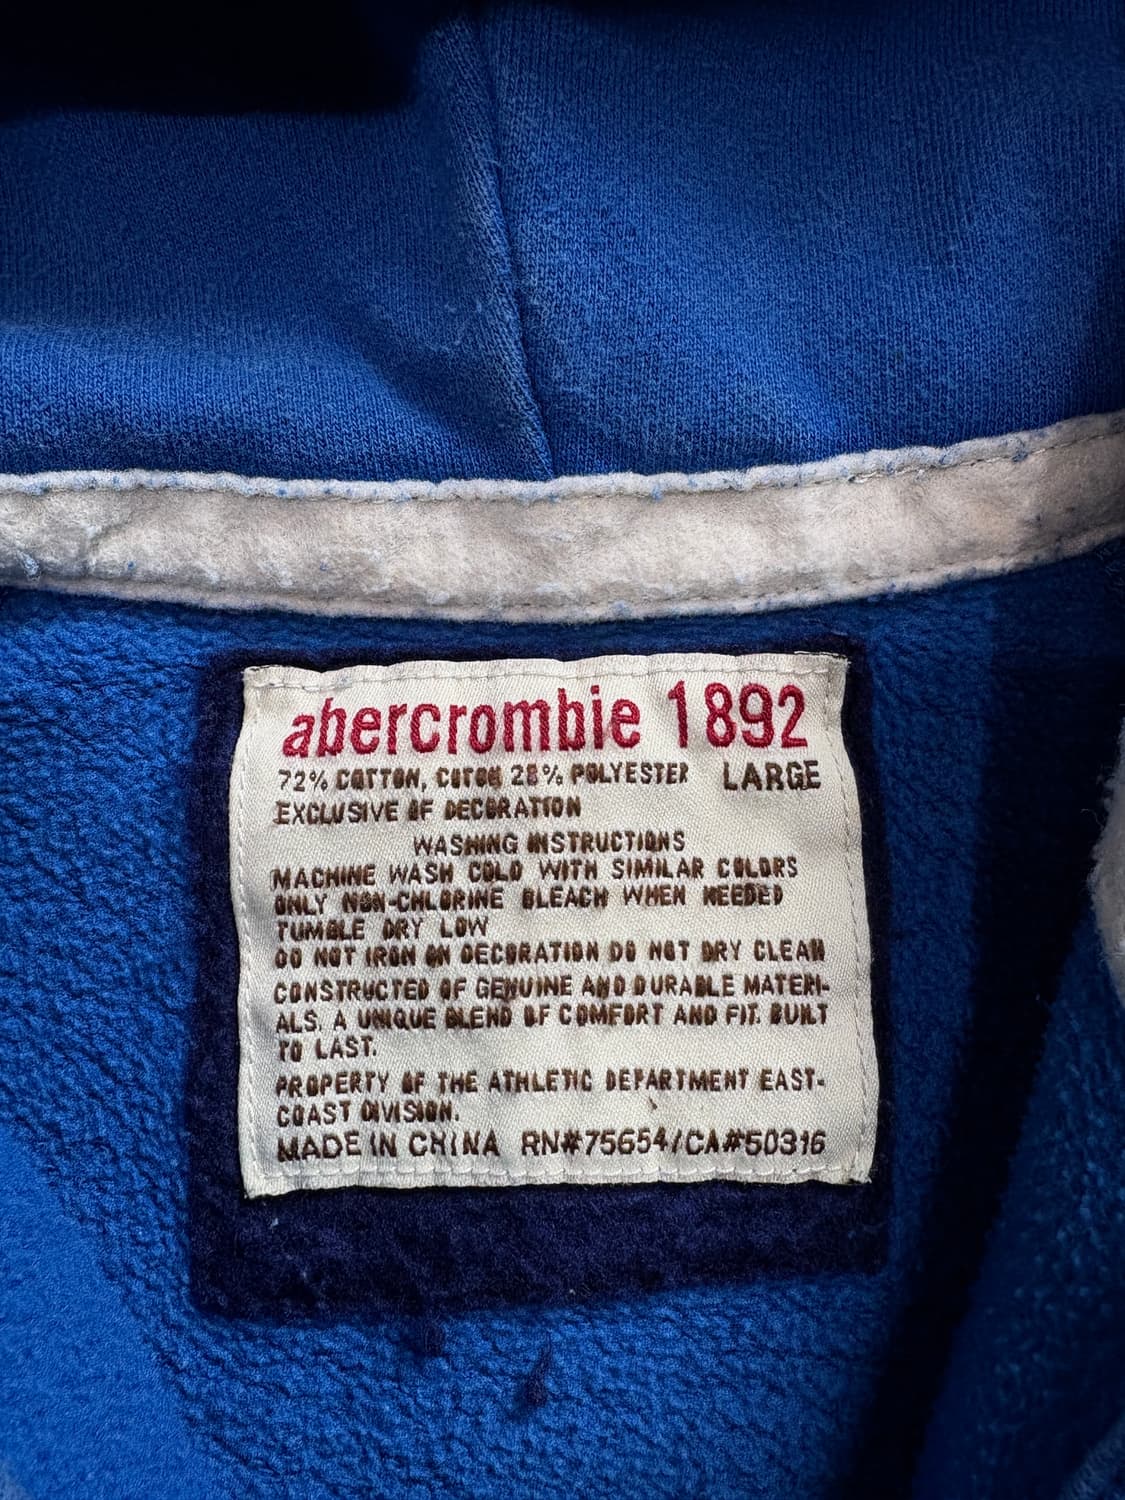 abercrombie 1892
72% COTTON, COTON 28% POLYESTER LARGE
EXCLUSIVE OF DECORATION
WASHING INSTRUCTIONS
MACHINE WASH COLD WITH SIMILAR COLORS
ONLY NON-CHLORINE BLEACH WHEN NEEDED
TUMBLE DRY LOW
DO NOT IRON ON DECORATION DO NOT DRY CLEAN
CONSTRUCTED OF GENUINE AND DURABLE MATERI-
ALS. A UNIQUE BLEND OF COMFORT AND FIT. BUILT
TO LAST.
PROPERTY OF THE ATHLETIC DEPARTMENT EAST-
COAST DIVISION.
MADE IN CHINA RN#75654/CA#50316